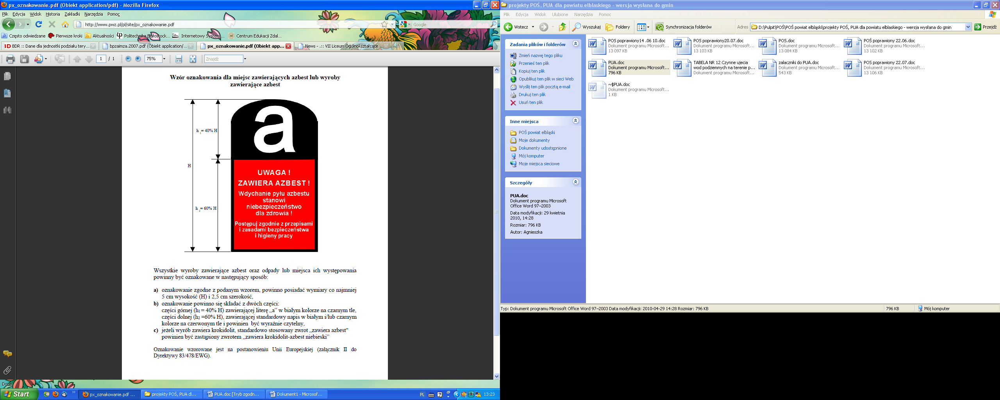 px_oznakowanie.pdf (Obiekt application/pdf) - Mozilla Firefox
Plik Edycja Widok Historia Zakładki Narzędzia Pomoc
http://www.pwz.pl/pl/site/px_oznakowanie.pdf
Google
Często odwiedzane Pierwsze kroki Aktualności Politechnika Białostock... Internetowy System ... Centrum Edukacji Zdal...
BDR :: Dane dla jednostki podziału tery...
bpzaimza.2007.pdf (Obiekt application/...
px_oznakowanie.pdf (Obiekt app...
News - .:: VII Liceum Ogólnokształcące...
1 / 1
75%
Znajdź
Wzór oznakowania dla miejsc zawierających azbest lub wyroby
zawierające azbest
h 1 = 40% H
H
h 2 = 60% H
a
UWAGA !
ZAWIERA AZBEST !
Wdychanie pyłu azbestu
stanowi
niebezpieczeństwo
dla zdrowia !
Postępuj zgodnie z przepisami
i zasadami bezpieczeństwa
i higieny pracy
Wszystkie wyroby zawierające azbest oraz odpady lub miejsca ich występowania
powinny być oznakowane w następujący sposób:
a) oznakowanie zgodne z podanym wzorem, powinno posiadać wymiary co najmniej
5 cm wysokość (H) i 2,5 cm szerokość,
b) oznakowanie powinno się składać z dwóch części:
części górnej (h1 = 40% H) zawierającej literę „a” w białym kolorze na czarnym tle,
części dolnej (h2 =60% H), zawierającej standardowy napis w białym i/lub czarnym
kolorze na czerwonym tle i powinien być wyraźnie czytelny,
c) jeżeli wyrób zawiera krokidolit, standardowo stosowany zwrot „zawiera azbest"
powinien być zastąpiony zwrotem „zawiera krokidolit-azbest niebieski”
Oznakowanie wzorowane jest na postanowieniu Unii Europejskiej (załącznik II do
Dyrektywy 83/478/EWG).
Done
Start
px_oznakowanie.pdf ...
projekty POŚ, PUA dl...
PUA.doc [Tryb zgodn...
Dokument1 - Microsof...
PL
13:23
projekty POŚ, PUA dla powiatu elblaskiego - wersja wysłana do gmin
Plik Edycja Widok Ulubione Narzędzia Pomoc
Wstecz Wyszukaj Foldery Synchronizacja folderów
Adres D:\Pulpit\POŚ\POŚ powiat elbląski\projekty POŚ, PUA dla powiatu elblaskiego - wersja wysłana do gmin Przejdź
Zadania plików i folderów
Zmień nazwę tego pliku
Przenieś ten plik
Kopiuj ten plik
Opublikuj ten plik w sieci Web
Wyślij ten plik pocztą e-mail
Drukuj ten plik
Usuń ten plik
Inne miejsca
POŚ powiat elbląski
Moje dokumenty
Dokumenty udostępnione
Mój komputer
Moje miejsca sieciowe
Szczegóły
PUA.doc
Dokument programu Microsoft
Office Word 97–2003
Data modyfikacji: 29 kwietnia
2010, 14:28
Rozmiar: 796 KB
Autor: Agnieszka
POS poprawiony14 .06 10.doc
Dokument programu Microsoft...
13 097 KB
POS poprawiony20.07.doc
Dokument programu Microsoft...
13 103 KB
POS.doc
Dokument programu Microsoft...
13 084 KB
POS poprawiony 22.06.doc
Dokument programu Microsoft...
13 102 KB
PUA.doc
Dokument programu Microsoft...
796 KB
TABELA NR 12 Czynne ujecia
wod podziemnych na terenie p...
Dokument programu Microsoft...
zalaczniki do PUA.doc
Dokument programu Microsoft...
543 KB
POS poprawiony 22.07.doc
Dokument programu Microsoft...
13 106 KB
~$PUA.doc
Dokument programu Microsoft...
1 KB
Typ: Dokument programu Microsoft Office Word 97–2003 Data modyfikacji: 2010-04-29 14:28 Rozmiar: 796 KB
796 KB
Mój komputer